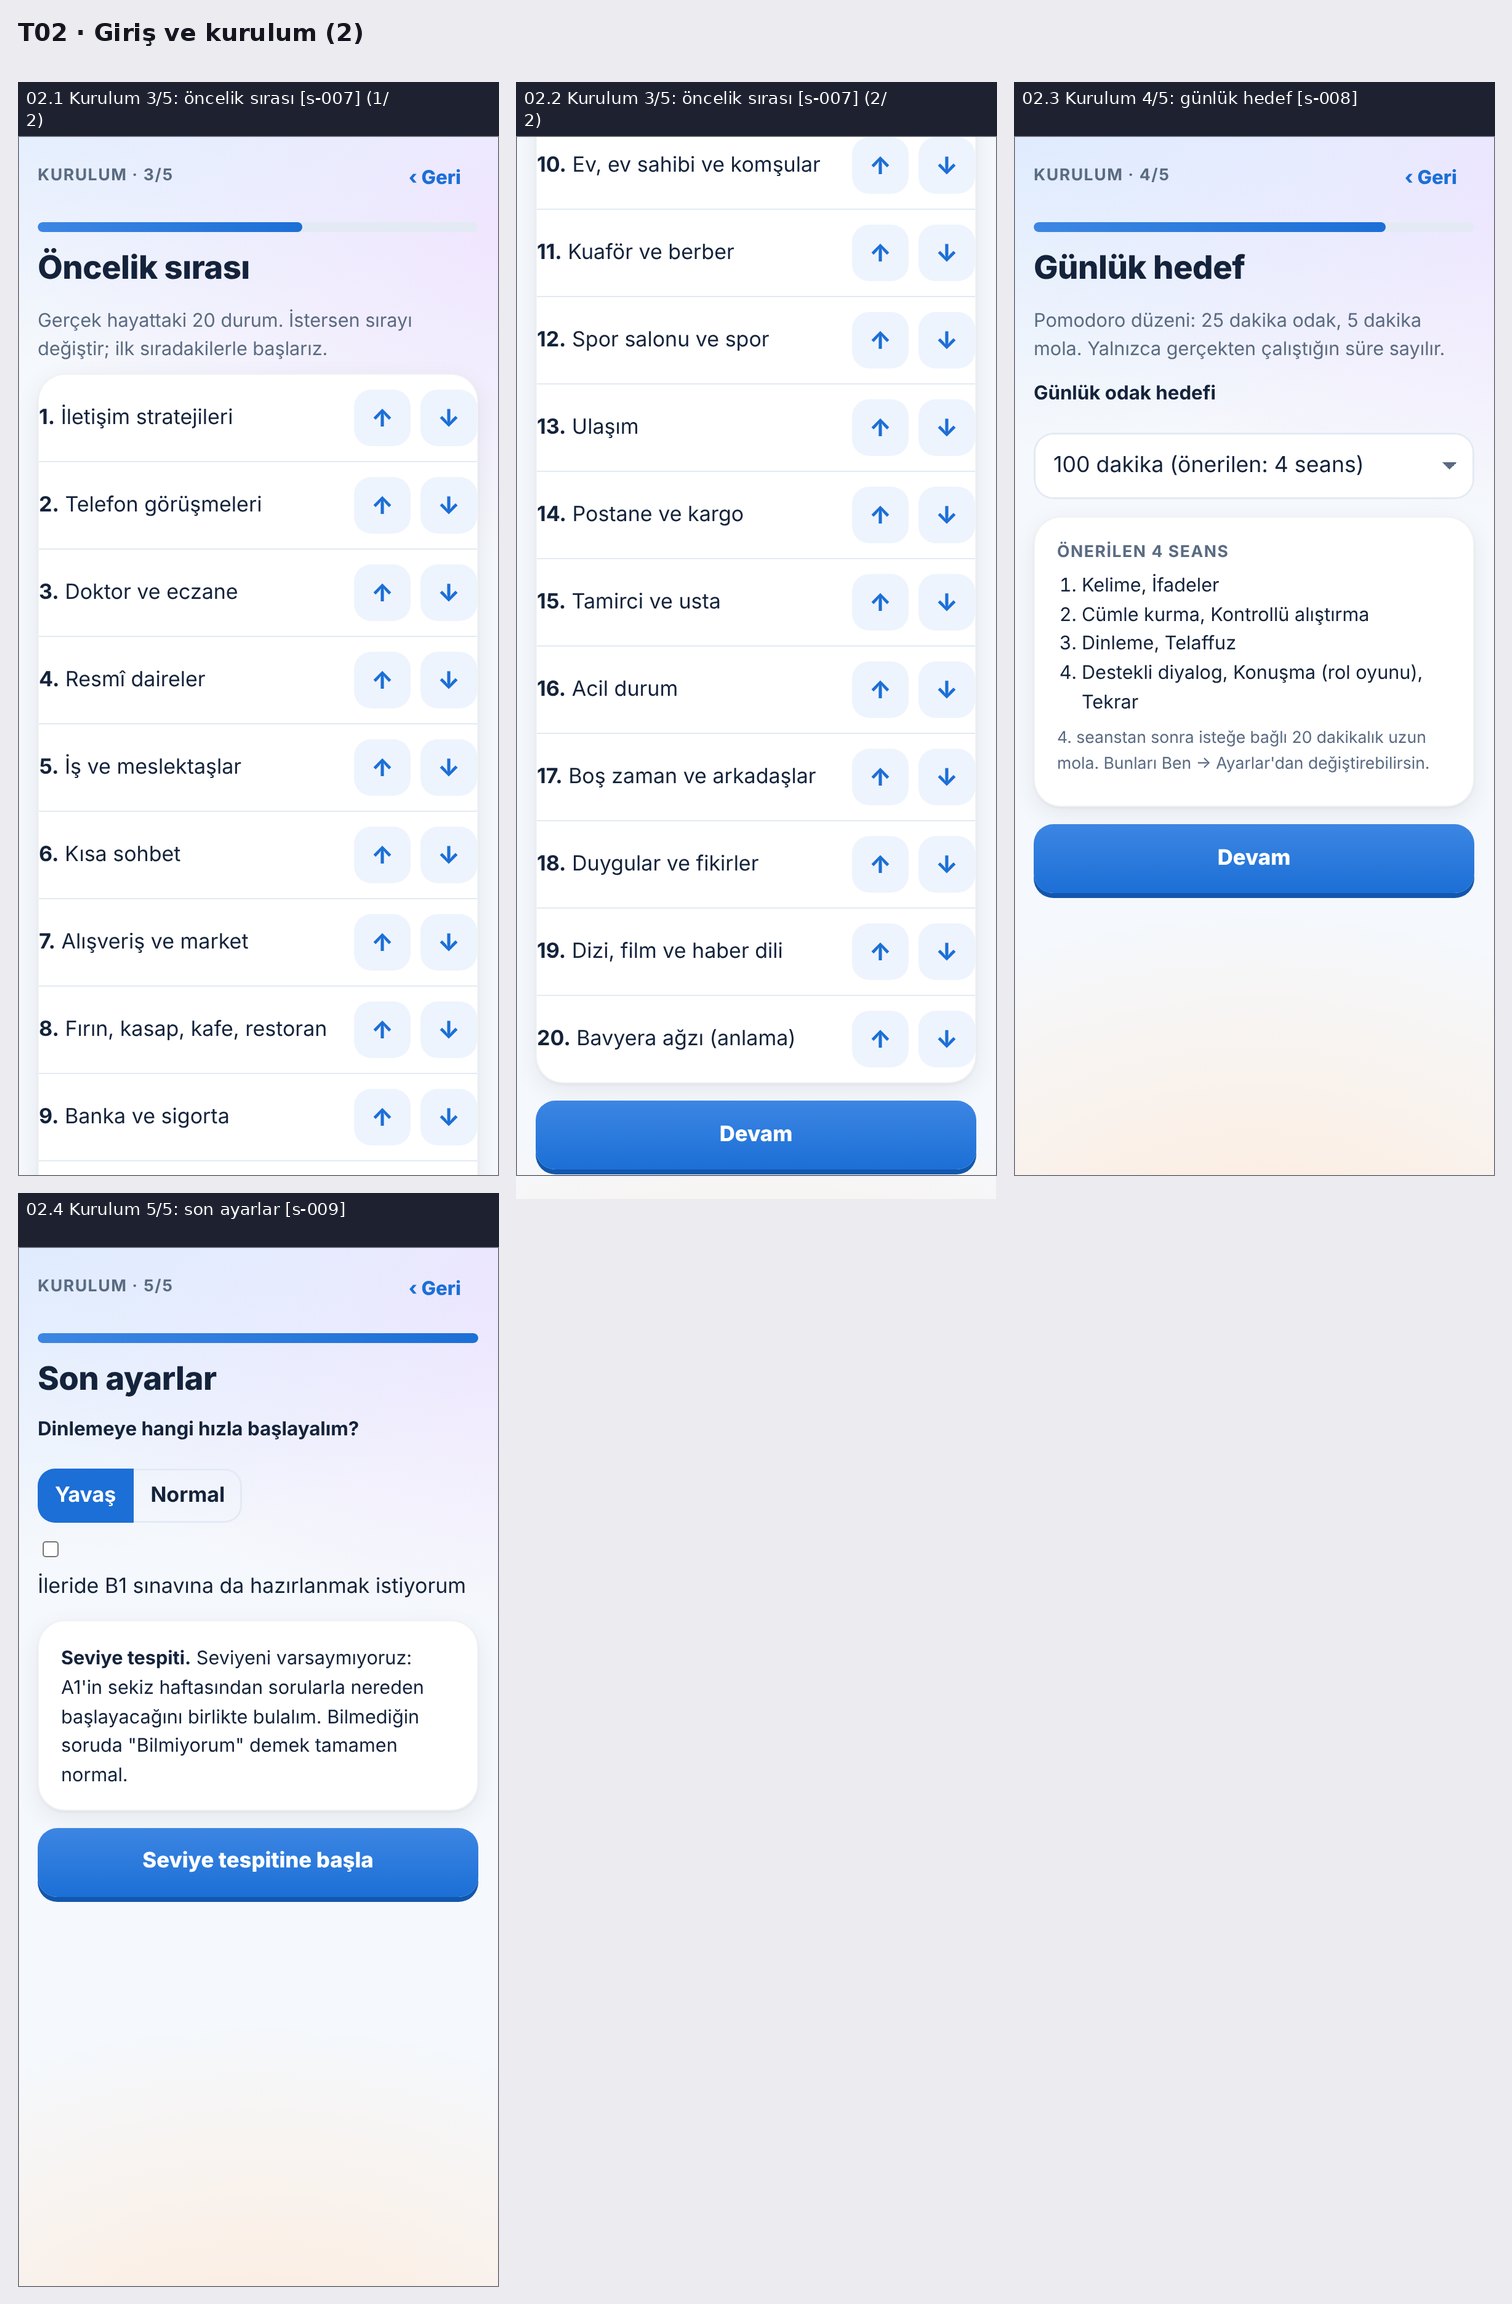 T02 · Giriş ve kurulum (2)
02.1 Kurulum 3/5: öncelik sırası [s-007] (1/
2)
KURULUM · 3/5
‹ Geri
Öncelik sırası
Gerçek hayattaki 20 durum. İstersen sırayı
değiştir; ilk sıradakilerle başlarız.
1. İletişim stratejileri
2. Telefon görüşmeleri
3. Doktor ve eczane
4. Resmî daireler
5. İş ve meslektaşlar
6. Kısa sohbet
7. Alışveriş ve market
8. Fırın, kasap, kafe, restoran
9. Banka ve sigorta
02.2 Kurulum 3/5: öncelik sırası [s-007] (2/
2)
10. Ev, ev sahibi ve komşular
11. Kuaför ve berber
12. Spor salonu ve spor
13. Ulaşım
14. Postane ve kargo
15. Tamirci ve usta
16. Acil durum
17. Boş zaman ve arkadaşlar
18. Duygular ve fikirler
19. Dizi, film ve haber dili
20. Bavyera ağzı (anlama)
Devam
02.3 Kurulum 4/5: günlük hedef [s-008]
KURULUM · 4/5
‹ Geri
Günlük hedef
Pomodoro düzeni: 25 dakika odak, 5 dakika
mola. Yalnızca gerçekten çalıştığın süre sayılır.
Günlük odak hedefi
100 dakika (önerilen: 4 seans)
ÖNERİLEN 4 SEANS
1. Kelime, İfadeler
2. Cümle kurma, Kontrollü alıştırma
3. Dinleme, Telaffuz
4. Destekli diyalog, Konuşma (rol oyunu),
Tekrar
4. seanstan sonra isteğe bağlı 20 dakikalık uzun
mola. Bunları Ben → Ayarlar'dan değiştirebilirsin.
Devam
02.4 Kurulum 5/5: son ayarlar [s-009]
KURULUM · 5/5
‹ Geri
Son ayarlar
Dinlemeye hangi hızla başlayalım?
Yavaş
Normal
İleride B1 sınavına da hazırlanmak istiyorum
Seviye tespiti. Seviyeni varsaymıyoruz:
A1'in sekiz haftasından sorularla nereden
başlayacağını birlikte bulalım. Bilmediğin
soruda "Bilmiyorum" demek tamamen
normal.
Seviye tespitine başla